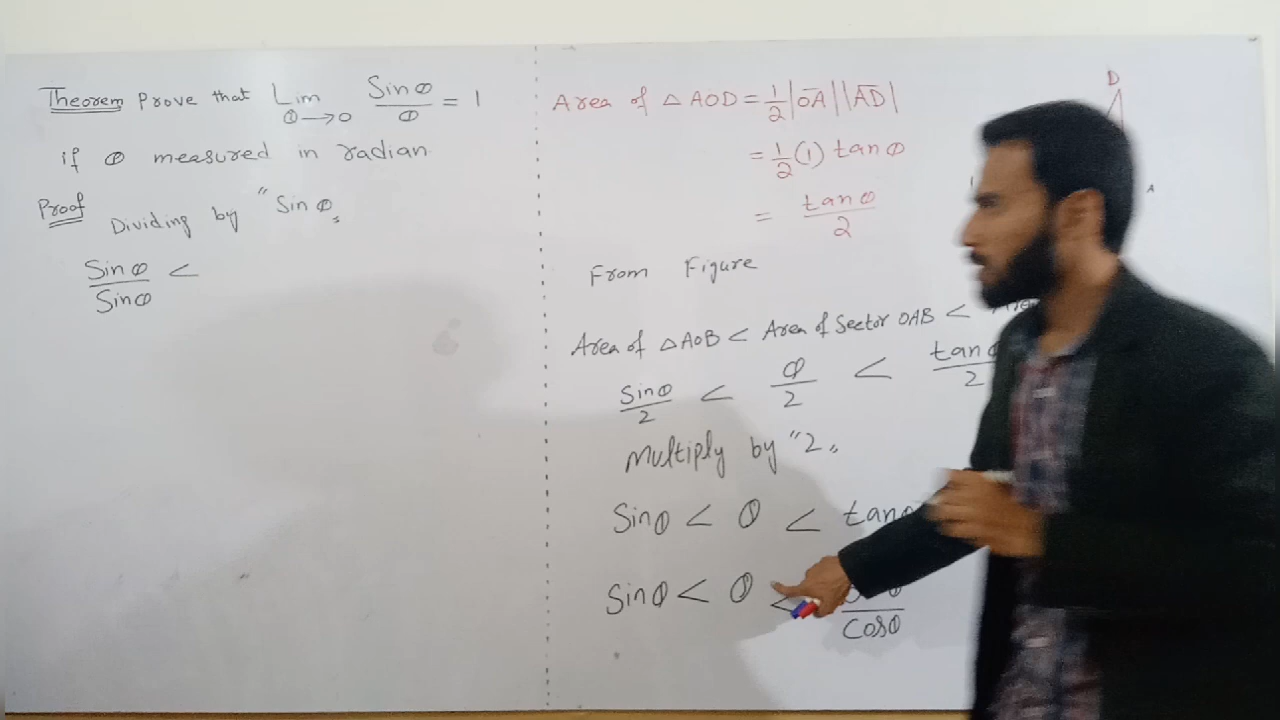 Theorem Prove that Lim Sinθ/θ = 1
θ→0
if θ measured in radian
Proof Dividing by "Sinθ"
Sinθ/Sinθ <
Area of △AOD = 1/2 |OA| |AD|
= 1/2 (1) tanθ
= tanθ/2
From Figure
Area of △AOB < Area of Sector OAB <
Sinθ/2 < θ/2 < tanθ/2
Multiply by "2"
Sinθ < θ < tanθ
Sinθ < θ < /Cosθ
D
A